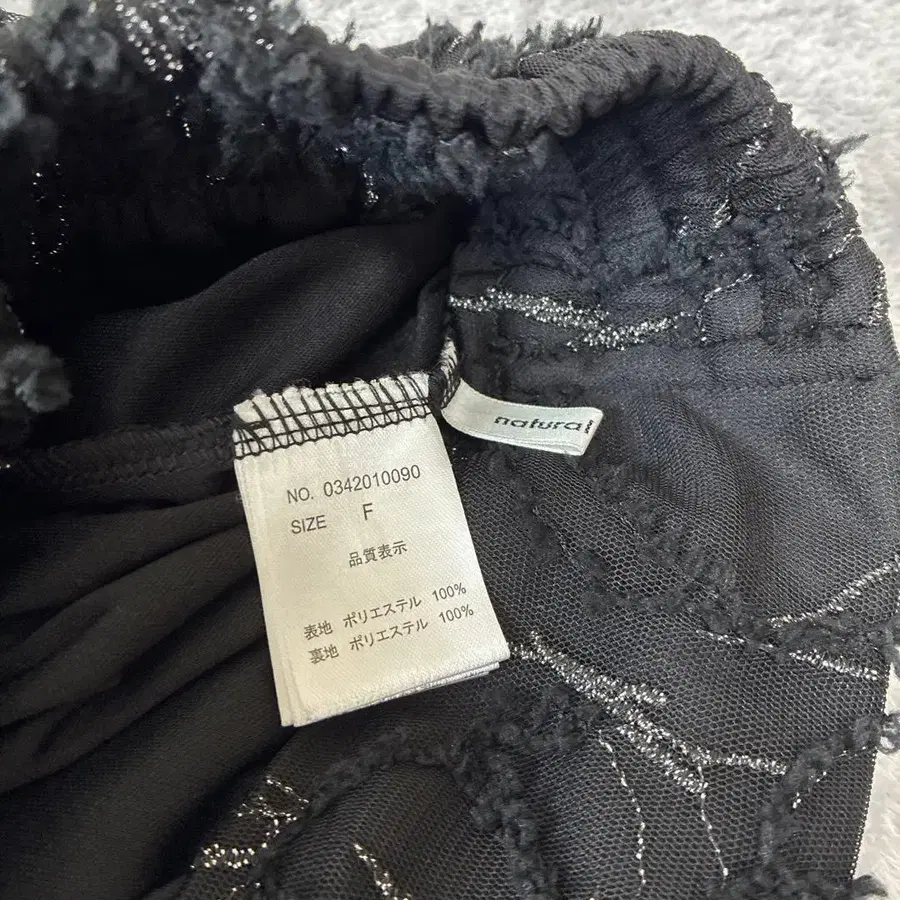 natural
NO. 0342010090
SIZE F
品質表示
表地 ポリエステル 100%
裏地 ポリエステル 100%